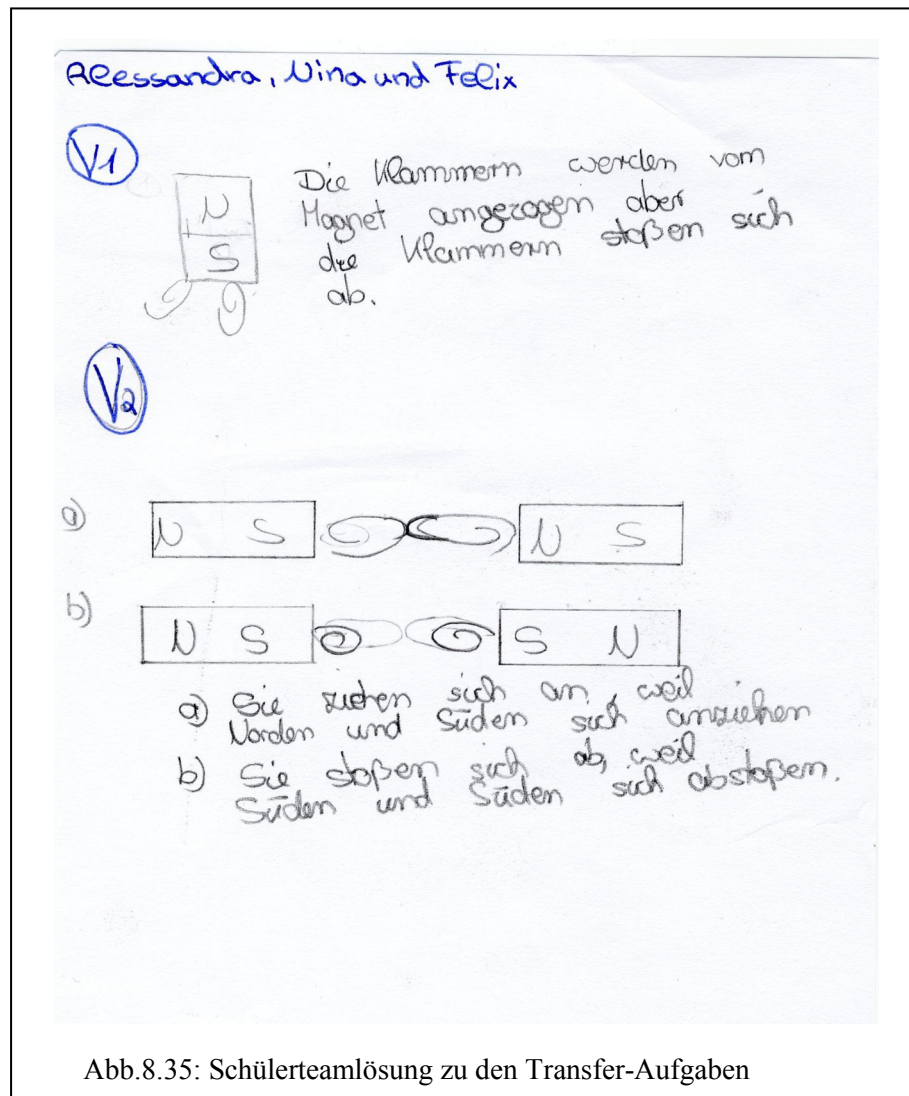 Alessandra, Nina und Felix
V1
N
S
Die Klammern werden vom
Magnet angezogen aber
die Klammern stoßen sich
ab.
V2
a) N S N S
b) N S S N
a) Sie ziehen sich an, weil
Norden und Süden sich anziehen
b) Sie stoßen sich ab, weil
Süden und Süden sich abstoßen.
Abb.8.35: Schülerteamlösung zu den Transfer-Aufgaben